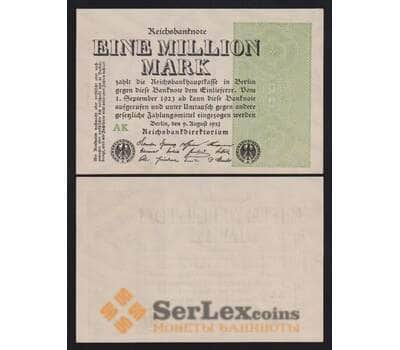 Reichsbanknote
EINE MILLION
MARK
zahlt die Reichsbankhauptkasse in Berlin
gegen diese Banknote dem Einlieferer. Vom
1. September 1923 ab kann diese Banknote
aufgerufen und unter Umtausch gegen andere
gesetzliche Zahlungsmittel eingezogen werden
Berlin, den 9. August 1923
Reichsbankdirektorium
AK
SerLexcoins
МОНЕТЫ БАНКНОТЫ